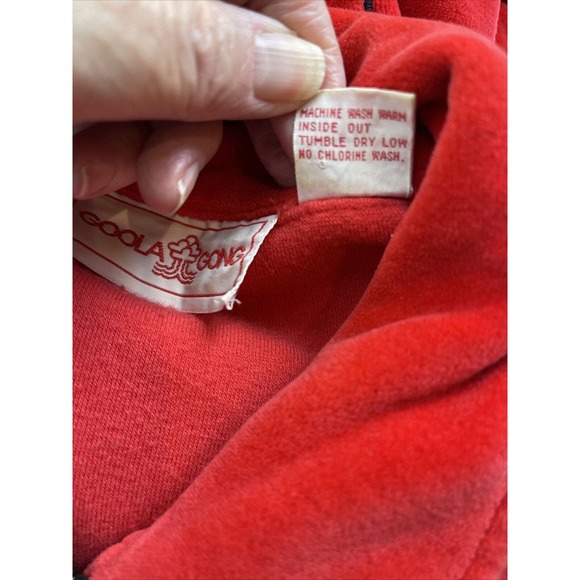 MACHINE WASH WARM
INSIDE OUT
TUMBLE DRY LOW
NO CHLORINE WASH.
GOOLA GONG